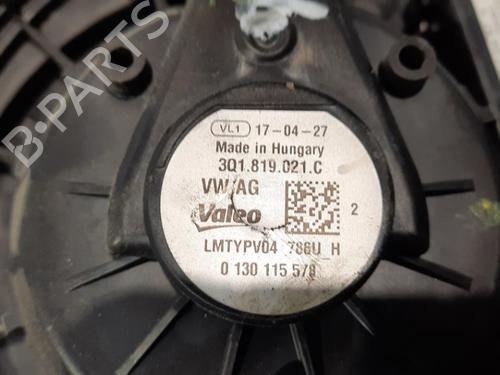 VL1 17-04-27
Made in Hungary
3Q1.819.021.C
VW/AG
Valeo
2
LMTYPV04 786U_H
0 130 115 578
B-PARTS